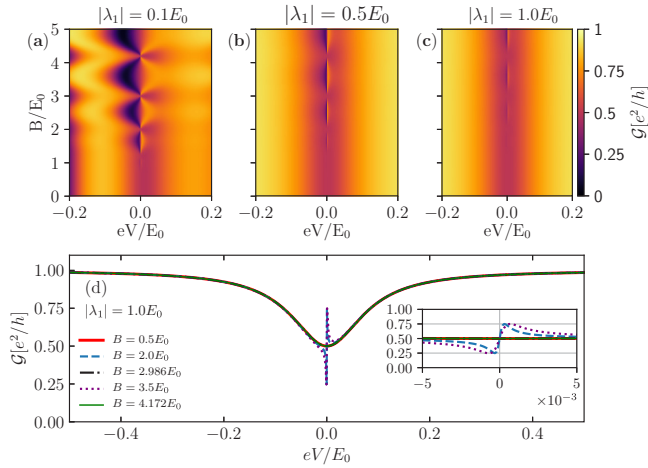 |λ₁| = 0.1E₀ |λ₁| = 0.5E₀ |λ₁| = 1.0E₀
(a) (b) (c)
B/E₀
5
4
3
2
1
0
−0.2 0.0 0.2
−0.2 0.0 0.2
−0.2 0.0 0.2
eV/E₀ eV/E₀ eV/E₀
1
0.75
0.5
0.25
0
𝒢[e²/h]
(d)
|λ₁| = 1.0E₀
B = 0.5E₀
B = 2.0E₀
B = 2.986E₀
B = 3.5E₀
B = 4.172E₀
𝒢[e²/h]
1.00
0.75
0.50
0.25
0.00
−0.4 −0.2 0.0 0.2 0.4
eV/E₀
0.75
0.50
0.25
−5 0 5
×10⁻³